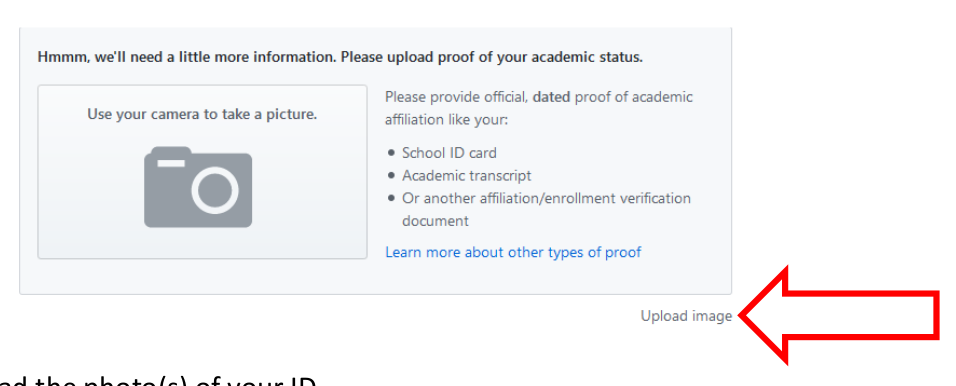 Hmmm, we'll need a little more information. Please upload proof of your academic status.
Use your camera to take a picture.
Please provide official, dated proof of academic
affiliation like your:
• School ID card
• Academic transcript
• Or another affiliation/enrollment verification
document
Learn more about other types of proof
Upload image
the photo(s) of your ID